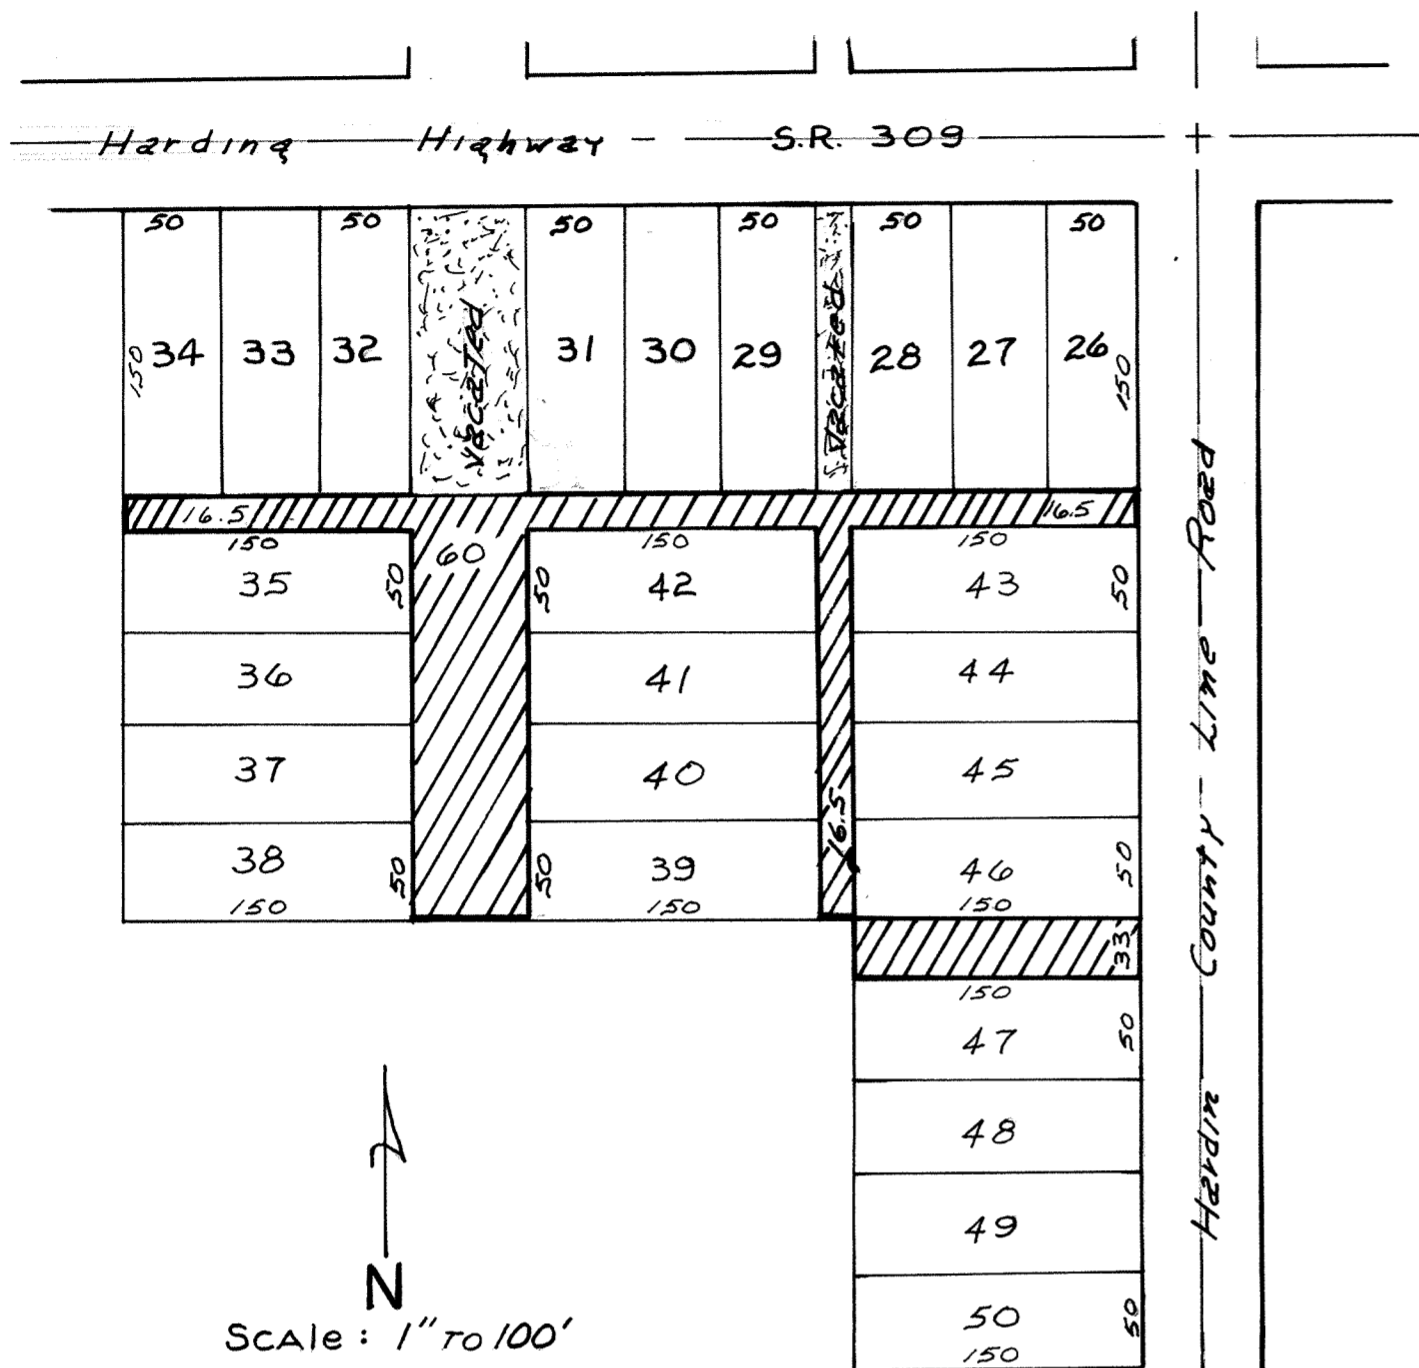 Harding Highway - S.R. 309
50 50 50 50 50 50
150 34 33 32 Vacated 31 30 29 Vacated 28 27 26 150
16.5 16.5
150 60 150 150
35 50 50 42 43 50
36 41 44
37 40 45
16.5
38 50 50 39 46 50
150 150 150
33
150
47 50
48
49
50 50
150
Hardin County Line Road
N
SCAle : 1" TO 100'